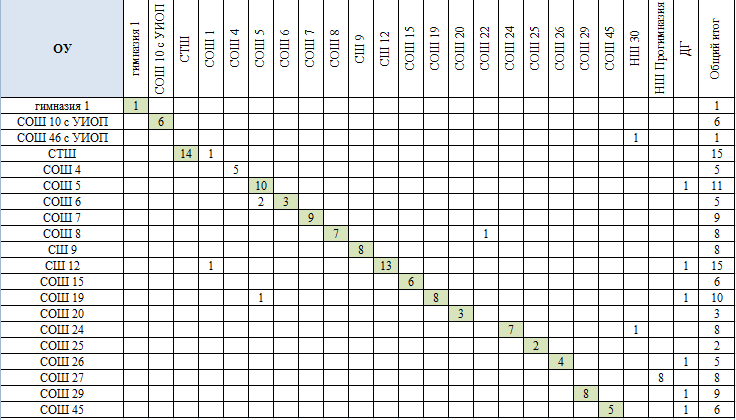 ОУ гимназия 1 СОШ 10 с УИОП СТШ СОШ 1 СОШ 4 СОШ 5 СОШ 6 СОШ 7 СОШ 8 СШ 9 СШ 12 СОШ 15 СОШ 19 СОШ 20 СОШ 22 СОШ 24 СОШ 25 СОШ 26 СОШ 29 СОШ 45 НШ 30 НШ Прогимназия ДГ Общий итог
гимназия 1 1 1
СОШ 10 с УИОП 6 6
СОШ 46 с УИОП 1 1
СТШ 14 1 15
СОШ 4 5 5
СОШ 5 10 1 11
СОШ 6 2 3 5
СОШ 7 9 9
СОШ 8 7 1 8
СШ 9 8 8
СШ 12 1 13 1 15
СОШ 15 6 6
СОШ 19 1 8 1 10
СОШ 20 3 3
СОШ 24 7 1 8
СОШ 25 2 2
СОШ 26 4 1 5
СОШ 27 8 8
СОШ 29 8 1 9
СОШ 45 5 1 6